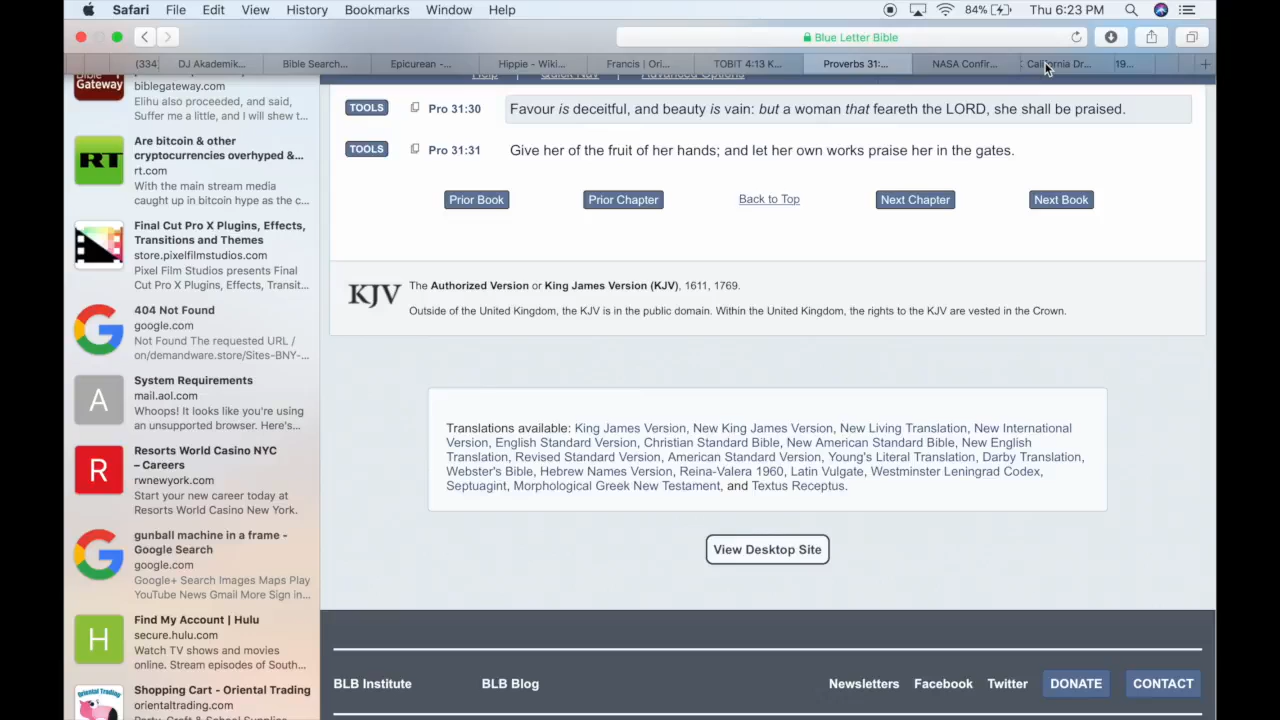 Safari File Edit View History Bookmarks Window Help 84% Thu 6:23 PM
Blue Letter Bible
(334 DJ Akademik... Bible Search... Epicurean -... Hippie - Wiki... Francis | Ori... TOBIT 4:13 K... Proverbs 31:... NASA Confir... California Dr... 19...
Help Quick Nav Advanced Options
Bible Gateway
biblegateway.com
Elihu also proceeded, and said,
Suffer me a little, and I will shew t...
RT
Are bitcoin & other
cryptocurrencies overhyped &...
rt.com
With the main stream media
caught up in bitcoin hype as the c...
Final Cut Pro X Plugins, Effects,
Transitions and Themes
store.pixelfilmstudios.com
Pixel Film Studios presents Final
Cut Pro X Plugins, Effects, Transit...
404 Not Found
google.com
Not Found The requested URL /
on/demandware.store/Sites-BNY-...
A
System Requirements
mail.aol.com
Whoops! It looks like you're using
an unsupported browser. Here's...
R
Resorts World Casino NYC
– Careers
rwnewyork.com
Start your new career today at
Resorts World Casino New York.
gunball machine in a frame -
Google Search
google.com
Google+ Search Images Maps Play
YouTube News Gmail More Sign in...
H
Find My Account | Hulu
secure.hulu.com
Watch TV shows and movies
online. Stream episodes of South...
Oriental Trading
Shopping Cart - Oriental Trading
orientaltrading.com
TOOLS Pro 31:30 Favour is deceitful, and beauty is vain: but a woman that feareth the LORD, she shall be praised.
TOOLS Pro 31:31 Give her of the fruit of her hands; and let her own works praise her in the gates.
Prior Book Prior Chapter Back to Top Next Chapter Next Book
KJV The Authorized Version or King James Version (KJV), 1611, 1769.
Outside of the United Kingdom, the KJV is in the public domain. Within the United Kingdom, the rights to the KJV are vested in the Crown.
Translations available: King James Version, New King James Version, New Living Translation, New International
Version, English Standard Version, Christian Standard Bible, New American Standard Bible, New English
Translation, Revised Standard Version, American Standard Version, Young's Literal Translation, Darby Translation,
Webster's Bible, Hebrew Names Version, Reina-Valera 1960, Latin Vulgate, Westminster Leningrad Codex,
Septuagint, Morphological Greek New Testament, and Textus Receptus.
View Desktop Site
BLB Institute BLB Blog Newsletters Facebook Twitter DONATE CONTACT